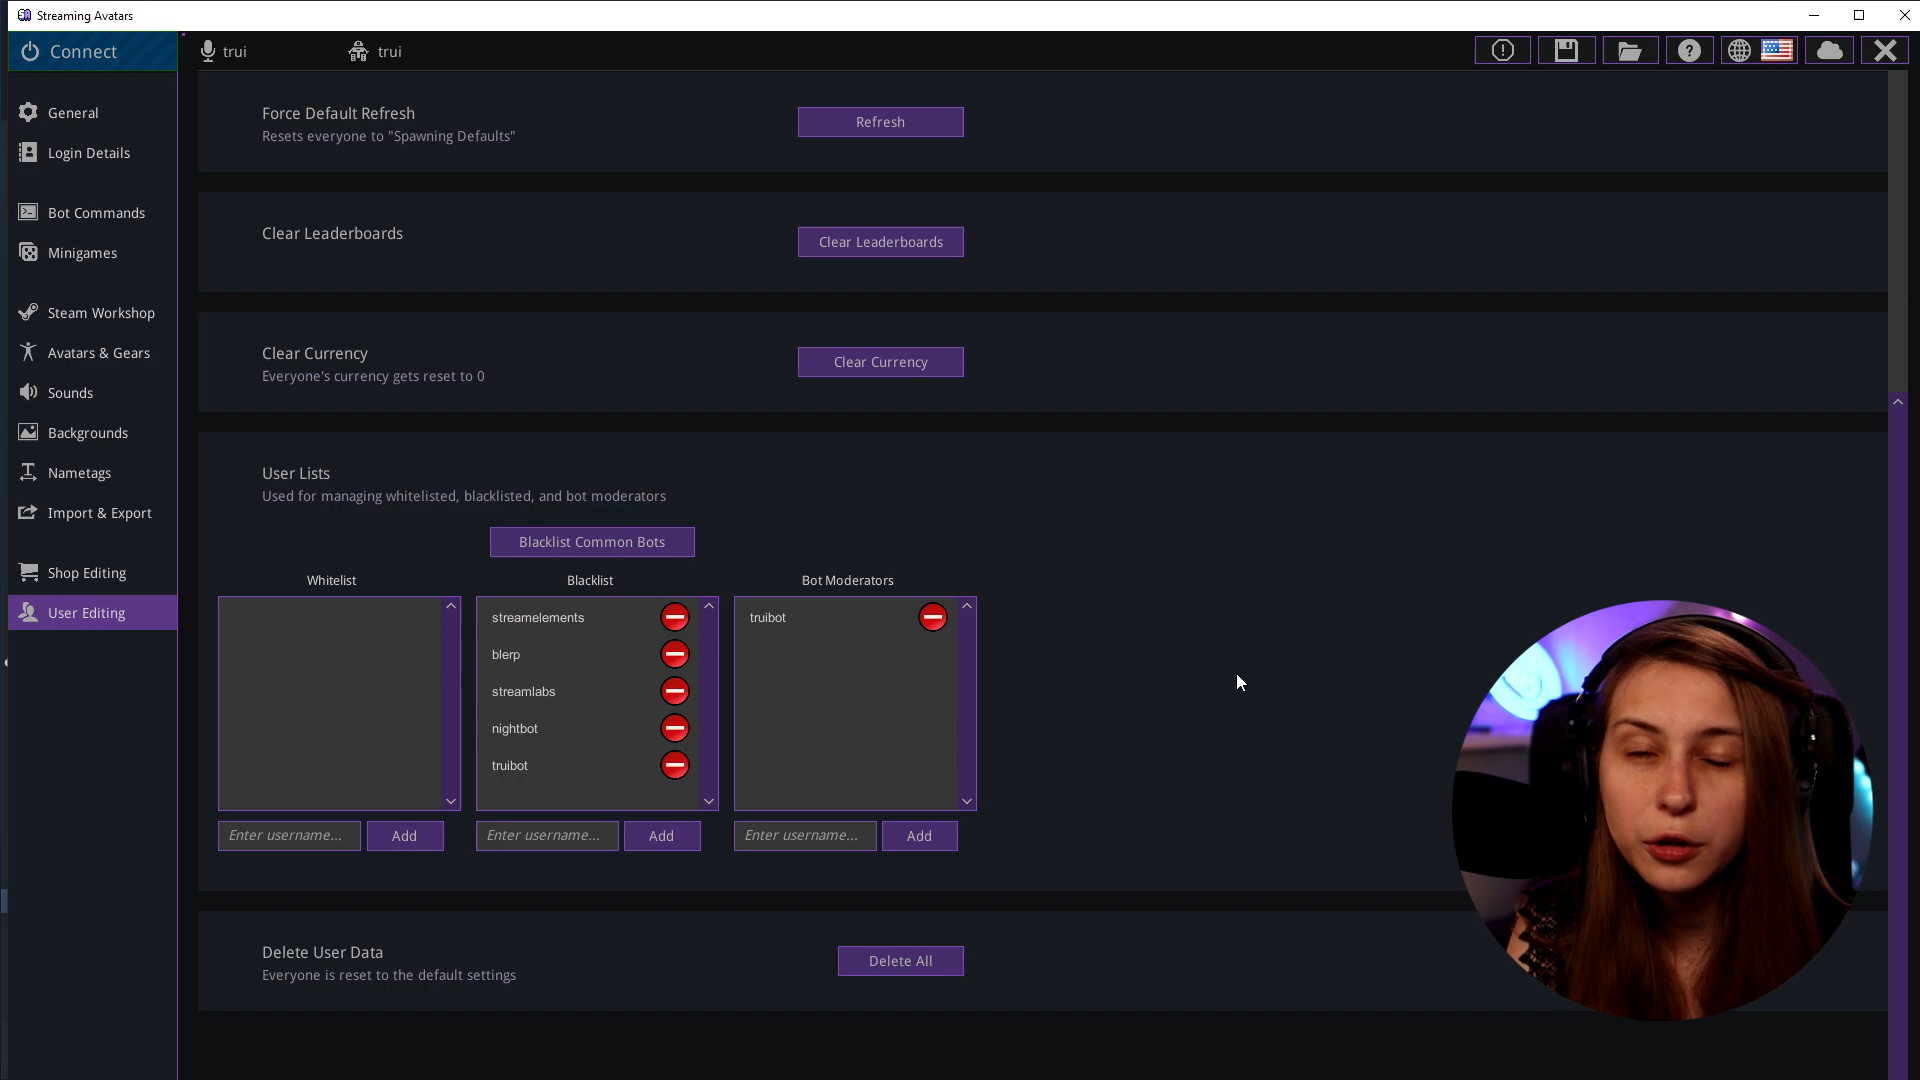 Streaming Avatars
Connect
trui
trui
General
Login Details
Bot Commands
Minigames
Steam Workshop
Avatars & Gears
Sounds
Backgrounds
Nametags
Import & Export
Shop Editing
User Editing
Force Default Refresh
Resets everyone to "Spawning Defaults"
Refresh
Clear Leaderboards
Clear Leaderboards
Clear Currency
Everyone's currency gets reset to 0
Clear Currency
User Lists
Used for managing whitelisted, blacklisted, and bot moderators
Blacklist Common Bots
Whitelist
Blacklist
Bot Moderators
streamelements
blerp
streamlabs
nightbot
truibot
truibot
Enter username...
Add
Enter username...
Add
Enter username...
Add
Delete User Data
Everyone is reset to the default settings
Delete All